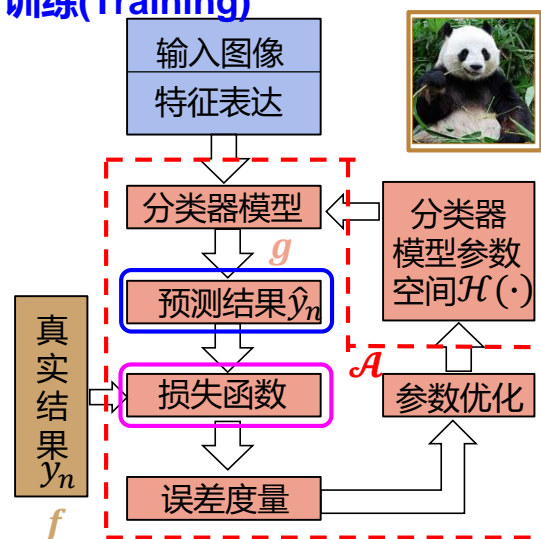 训练(Training)
输入图像
特征表达
分类器模型
g
预测结果ŷₙ
损失函数
误差度量
真
实
结
果
yₙ
f
分类器
模型参数
空间ℋ(·)
𝒜
参数优化